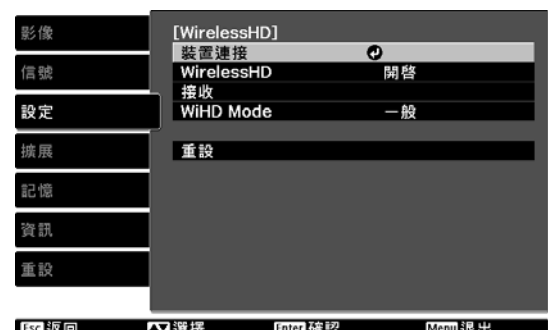 影像
信號
設定
擴展
記憶
資訊
重設
[WirelessHD]
裝置連接
WirelessHD 開啓
接收
WiHD Mode 一般
重設
Esc 返回 選擇 Enter 確認 Menu 退出